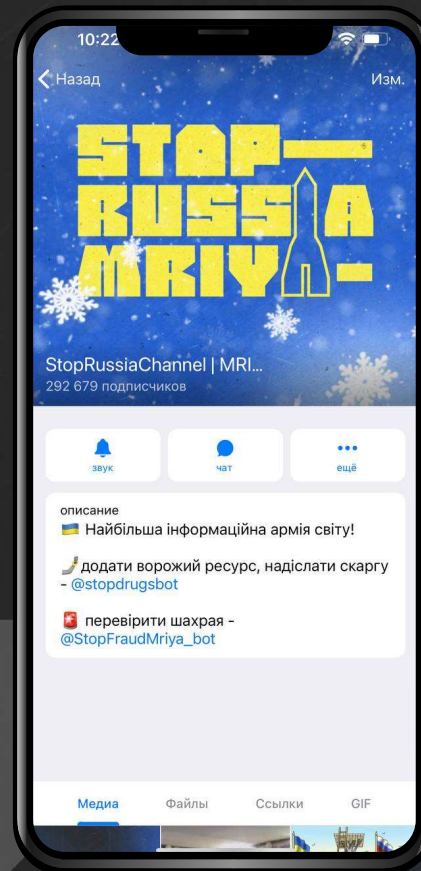 10:22
Назад
Изм.
STOP—
RUSSIA
MRIYA-
StopRussiaChannel | MRI...
292 679 подписчиков
звук
чат
ещё
описание
Найбільша інформаційна армія світу!
додати ворожий ресурс, надіслати скаргу
- @stopdrugsbot
перевірити шахрая -
@StopFraudMriya_bot
Медиа
Файлы
Ссылки
GIF